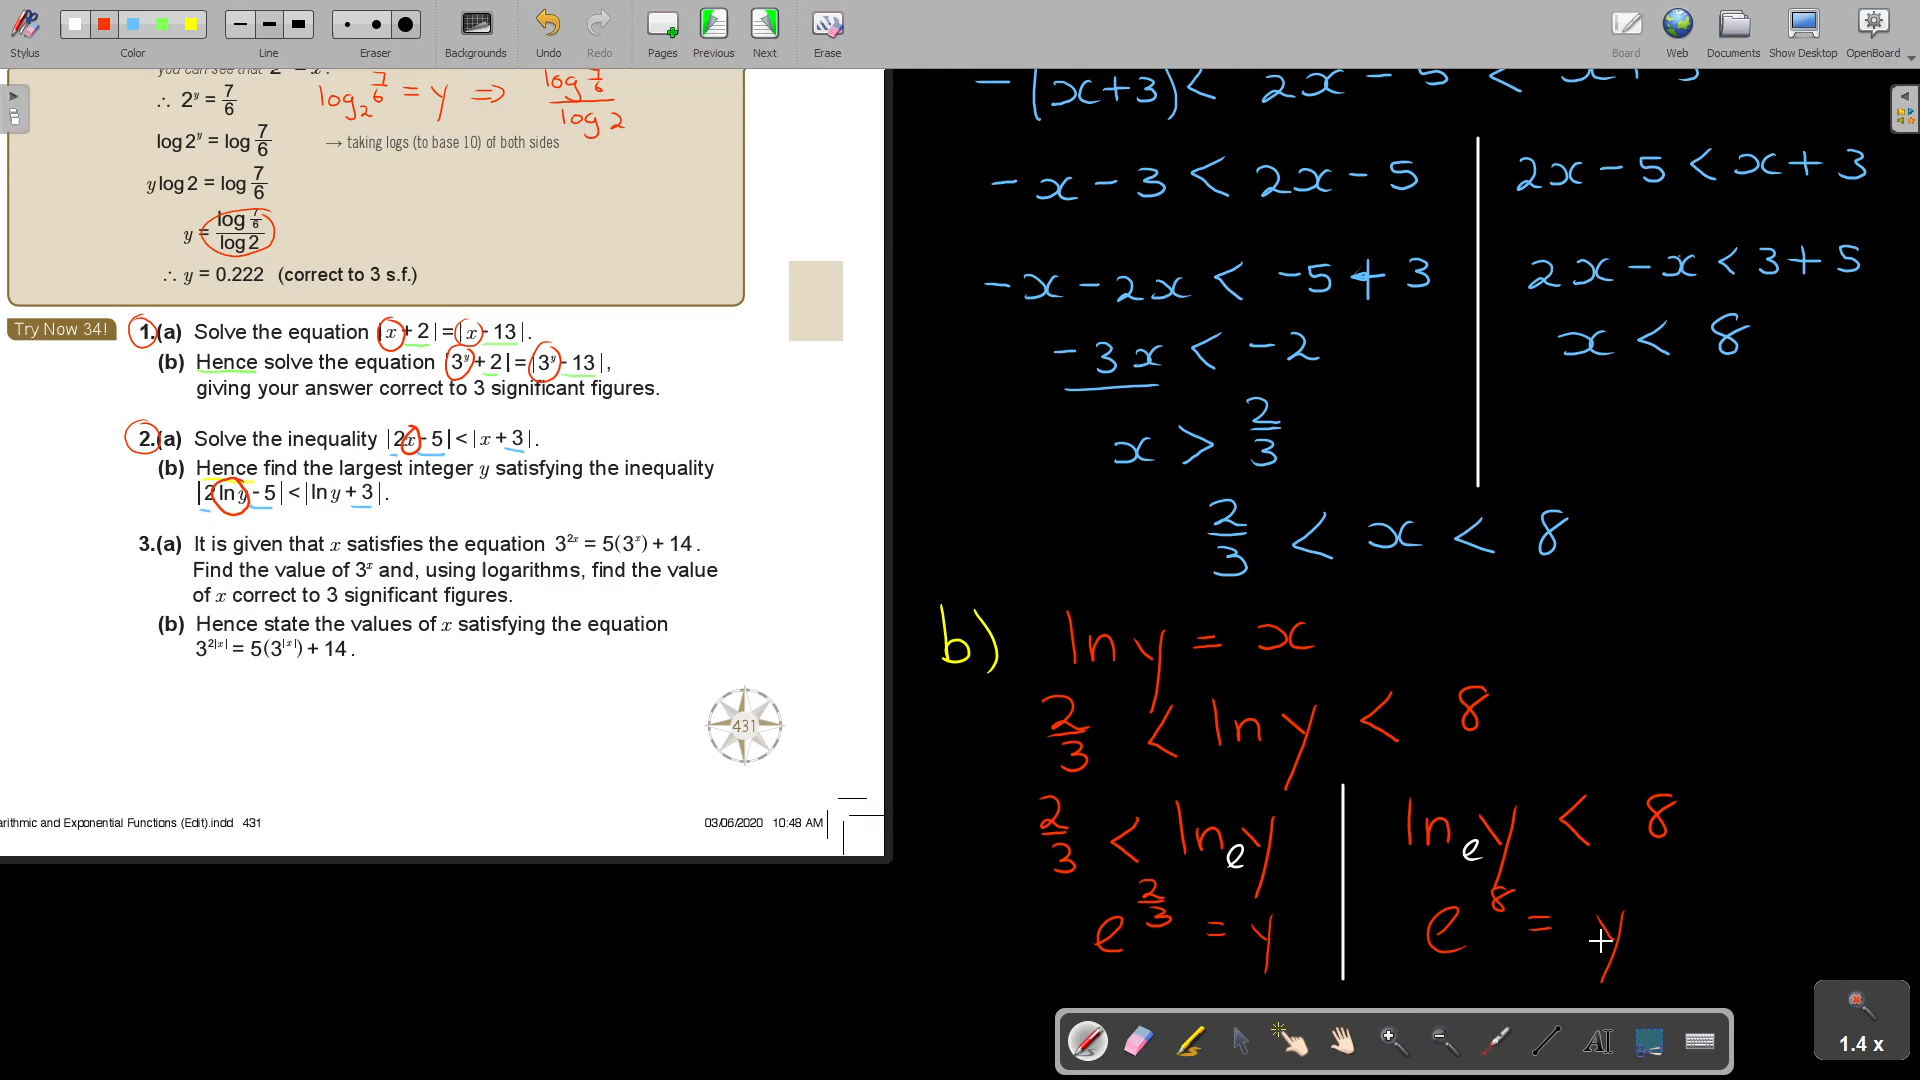 Stylus Color Line Eraser Backgrounds Undo Redo Pages Previous Next Erase Board Web Documents Show Desktop OpenBoard
∴ 2^y = 7/6
log_2 7/6 = y ⇒ log 7/6 / log 2
log 2^y = log 7/6 → taking logs (to base 10) of both sides
y log 2 = log 7/6
y = log 7/6 / log 2
∴ y = 0.222 (correct to 3 s.f.)
Try Now 34!
1.(a) Solve the equation |x + 2| = |x - 13|.
(b) Hence solve the equation |3^y + 2| = |3^y - 13|,
giving your answer correct to 3 significant figures.
2.(a) Solve the inequality |2x - 5| < |x + 3|.
(b) Hence find the largest integer y satisfying the inequality
|2 ln y - 5| < |ln y + 3|.
3.(a) It is given that x satisfies the equation 3^{2x} = 5(3^x) + 14.
Find the value of 3^x and, using logarithms, find the value
of x correct to 3 significant figures.
(b) Hence state the values of x satisfying the equation
3^{2|x|} = 5(3^{|x|}) + 14.
431
arithmic and Exponential Functions (Edit).indd 431
03/06/2020 10:48 AM
-(x+3) < 2x - 5 < x + 3
-x - 3 < 2x - 5
-x - 2x < -5 + 3
-3x < -2
x > 2/3
2x - 5 < x + 3
2x - x < 3 + 5
x < 8
2/3 < x < 8
b) ln y = x
2/3 < ln y < 8
2/3 < ln_e y
e^{2/3} = y
ln_e y < 8
e^8 = y
1.4 x